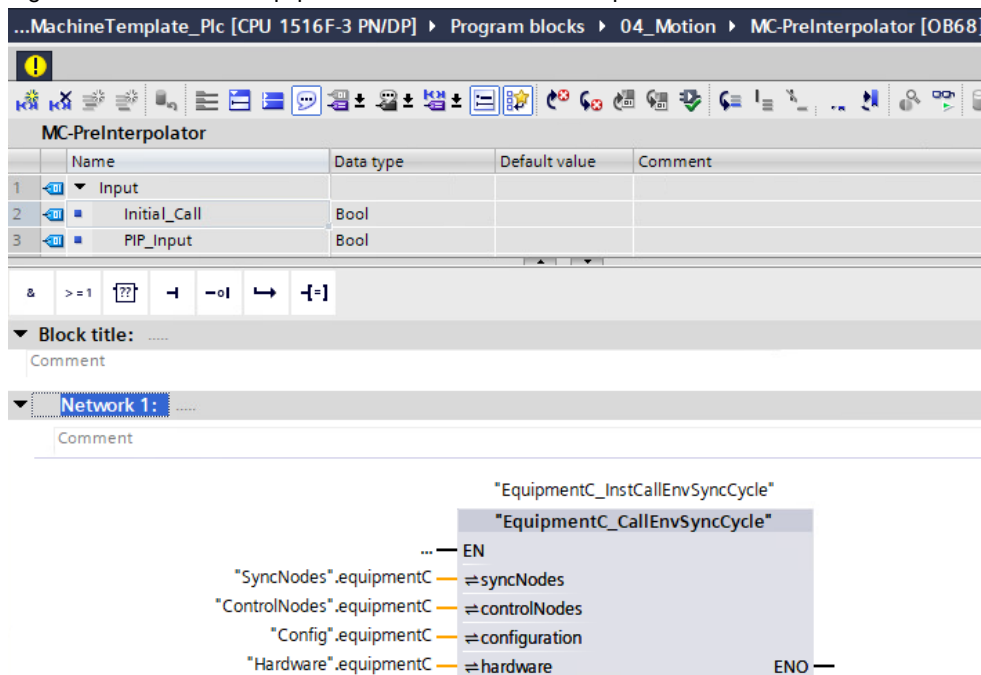 ...MachineTemplate_Plc [CPU 1516F-3 PN/DP] ▸ Program blocks ▸ 04_Motion ▸ MC-PreInterpolator [OB68]
MC-PreInterpolator
Name Data type Default value Comment
1 Input
2 Initial_Call Bool
3 PIP_Input Bool
& >=1 ??
Block title: .....
Comment
Network 1: .....
Comment
"EquipmentC_InstCallEnvSyncCycle"
"EquipmentC_CallEnvSyncCycle"
... EN
"SyncNodes".equipmentC syncNodes
"ControlNodes".equipmentC controlNodes
"Config".equipmentC configuration
"Hardware".equipmentC hardware ENO